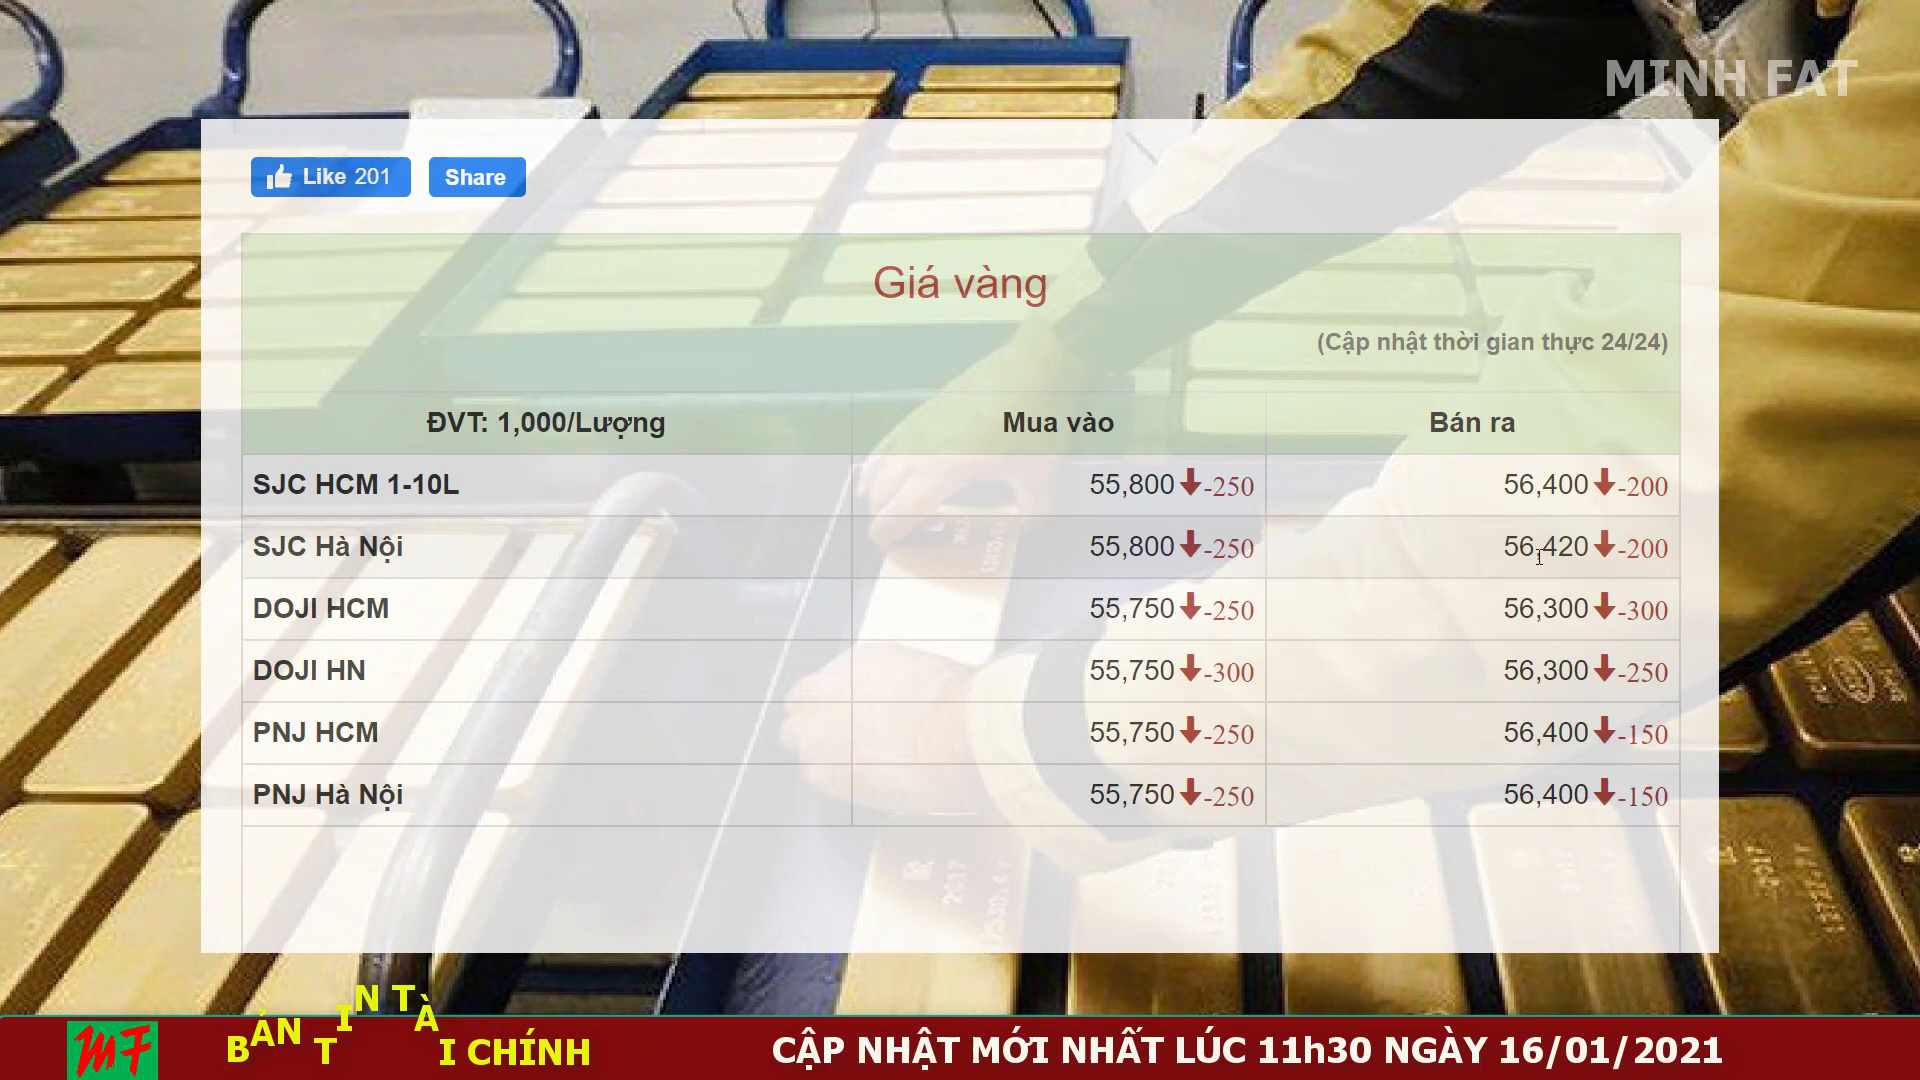 MINH FAT
Like 201 Share
Giá vàng
(Cập nhật thời gian thực 24/24)
ĐVT: 1,000/Lượng Mua vào Bán ra
SJC HCM 1-10L 55,800 -250 56,400 -200
SJC Hà Nội 55,800 -250 56,420 -200
DOJI HCM 55,750 -250 56,300 -300
DOJI HN 55,750 -300 56,300 -250
PNJ HCM 55,750 -250 56,400 -150
PNJ Hà Nội 55,750 -250 56,400 -150
2017
MF BẢN TIN TÀI CHÍNH CẬP NHẬT MỚI NHẤT LÚC 11h30 NGÀY 16/01/2021